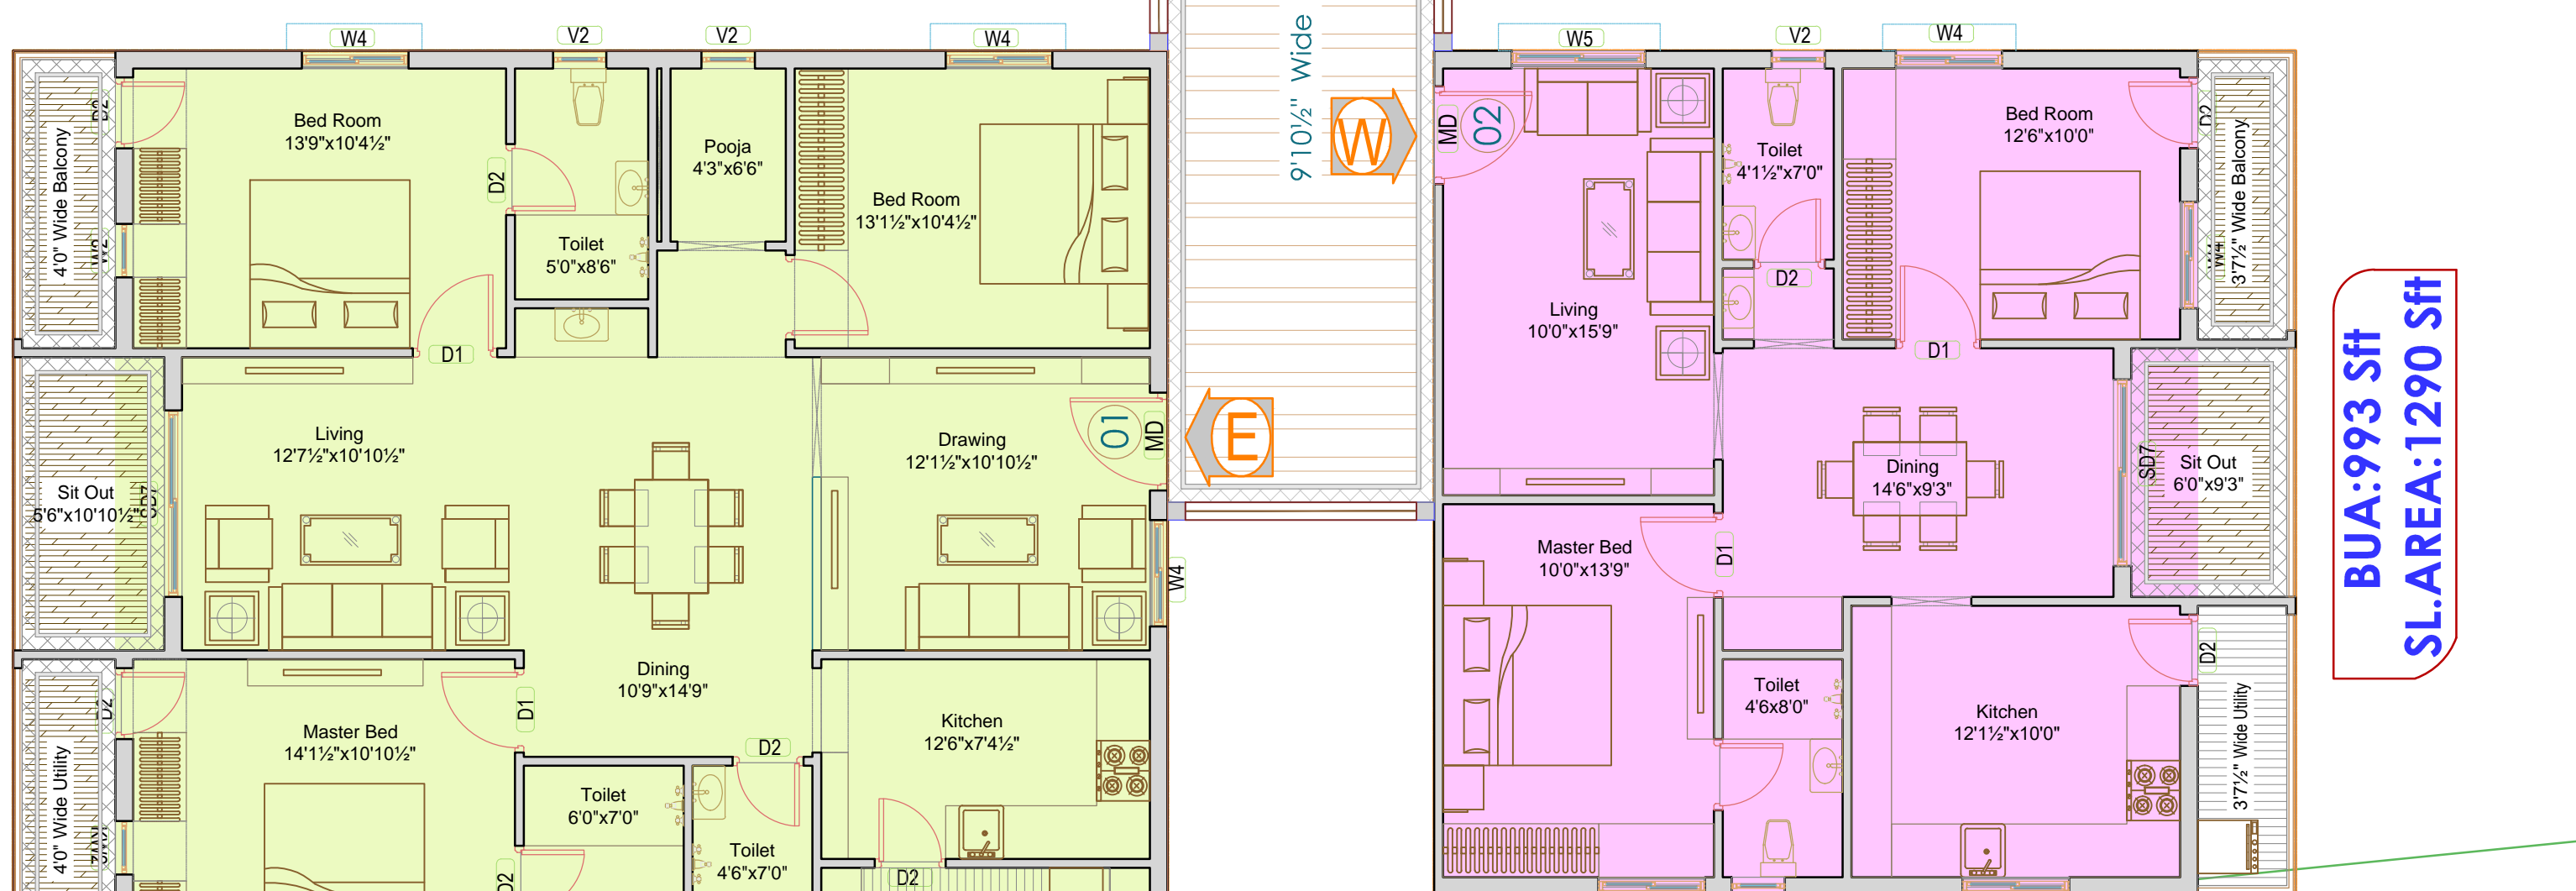 W4
V2
V2
W4
9'10½" Wide
W5
V2
W4
D2
4'0" Wide Balcony
W2
Bed Room
13'9"x10'4½"
D2
Toilet
5'0"x8'6"
Pooja
4'3"x6'6"
Bed Room
13'1½"x10'4½"
W
MD
02
Toilet
4'1½"x7'0"
D2
Bed Room
12'6"x10'0"
D2
W4
3'7½" Wide Balcony
D1
Living
10'0"x15'9"
D1
BUA:993 Sft
SL.AREA:1290 Sft
Sit Out
5'6"x10'10½"
Living
12'7½"x10'10½"
Drawing
12'1½"x10'10½"
01
MD
E
W4
Dining
14'6"x9'3"
SD7
Sit Out
6'0"x9'3"
Master Bed
10'0"x13'9"
D1
D2
4'0" Wide Utility
D2
Master Bed
14'1½"x10'10½"
D1
Dining
10'9"x14'9"
D2
Kitchen
12'6"x7'4½"
Toilet
4'6x8'0"
Kitchen
12'1½"x10'0"
3'7½" Wide Utility
Toilet
6'0"x7'0"
Toilet
4'6"x7'0"
D2
D2